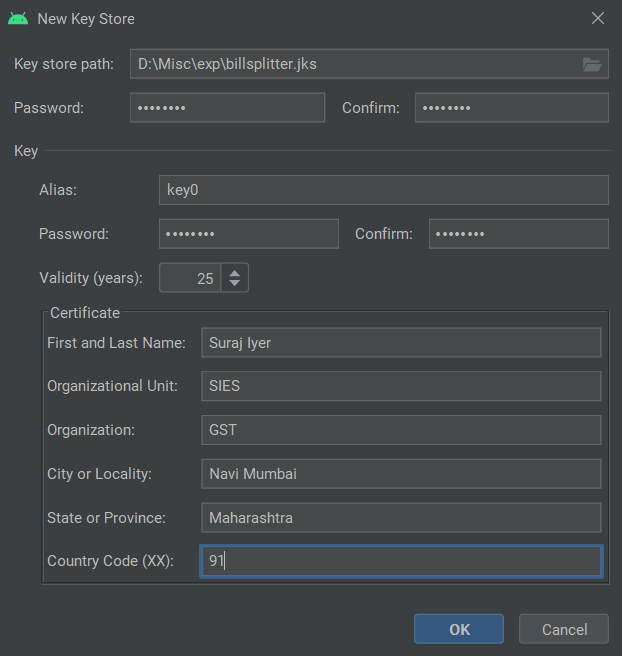 New Key Store
Key store path: D:\Misc\exp\billsplitter.jks
Password: •••••••• Confirm: ••••••••
Key
Alias: key0
Password: •••••••• Confirm: ••••••••
Validity (years): 25
Certificate
First and Last Name: Suraj Iyer
Organizational Unit: SIES
Organization: GST
City or Locality: Navi Mumbai
State or Province: Maharashtra
Country Code (XX): 91
OK Cancel